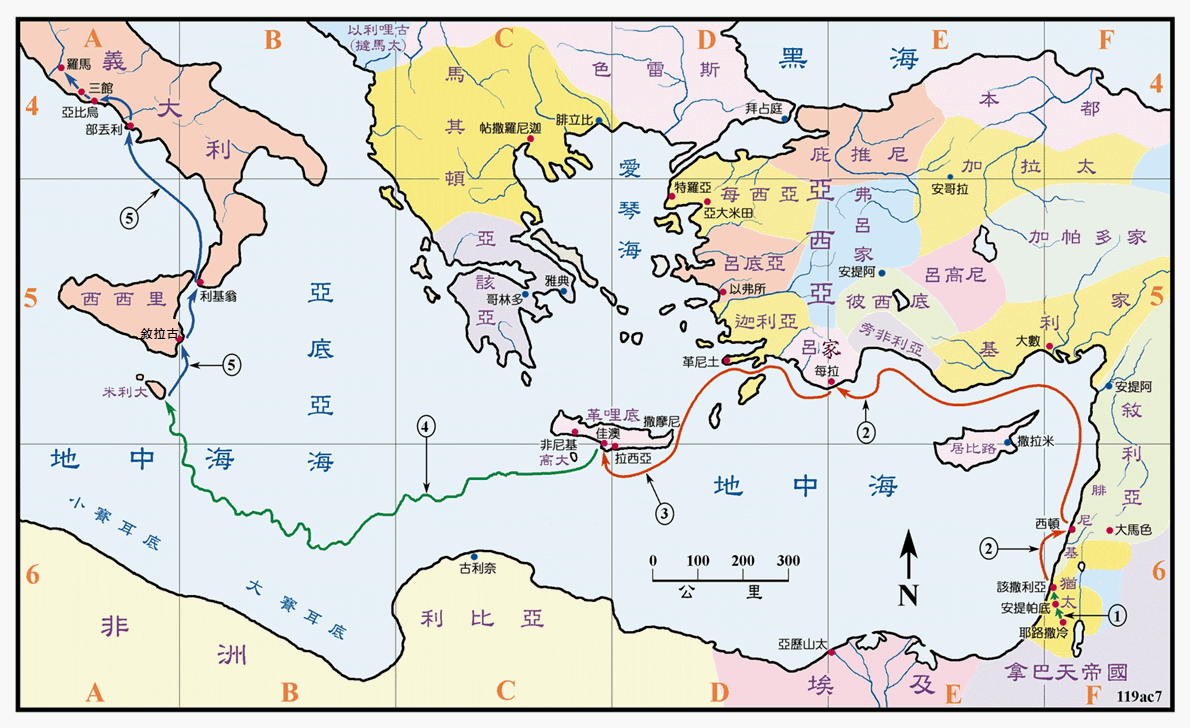 A
B
C
D
E
F
以利哩古
(撻馬太)
黑海
羅馬
義大利
三館
亞比烏
部丟利
4
4
馬其頓
色雷斯
帖撒羅尼迦
腓立比
拜占庭
本都
庇推尼
加拉太
安哥拉
愛琴海
特羅亞
每西亞
亞大米田
亞西亞
弗呂家
加帕多家
呂底亞
安提阿
呂高尼
以弗所
彼西底
迦利亞
旁非利亞
呂家
每拉
革尼土
基利家
大數
安提阿
敘利亞
5
5
西西里
利基翁
敘拉古
米利大
⑤
⑤
亞底亞海
亞該亞
雅典
哥林多
④
革哩底
撒摩尼
佳澳
非尼基
拉西亞
高大
②
③
居比路
撒拉米
地中海
地中海
小賽耳底
大賽耳底
腓尼基
西頓
大馬色
②
該撒利亞
猶太
安提帕底
①
耶路撒冷
6
6
0 100 200 300
公里
N
古利奈
利比亞
非洲
亞歷山太
埃及
拿巴天帝國
119ac7
A
B
C
D
E
F